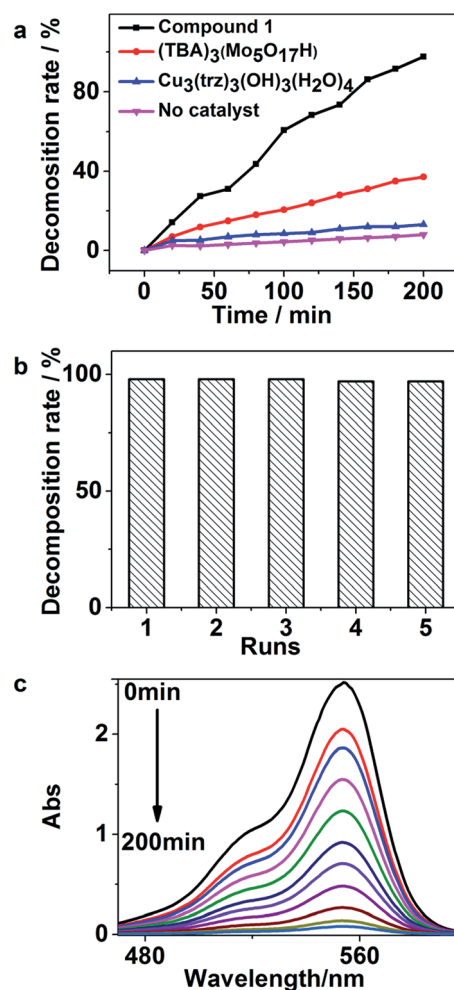 a
Decomosition rate / %
80
40
0
Compound 1
(TBA)₃(Mo₅O₁₇H)
Cu₃(trz)₃(OH)₃(H₂O)₄
No catalyst
0 50 100 150 200
Time / min
b
Decomposition rate / %
100
50
0
1 2 3 4 5
Runs
c
Abs
2
1
0
0min
200min
480 560
Wavelength/nm